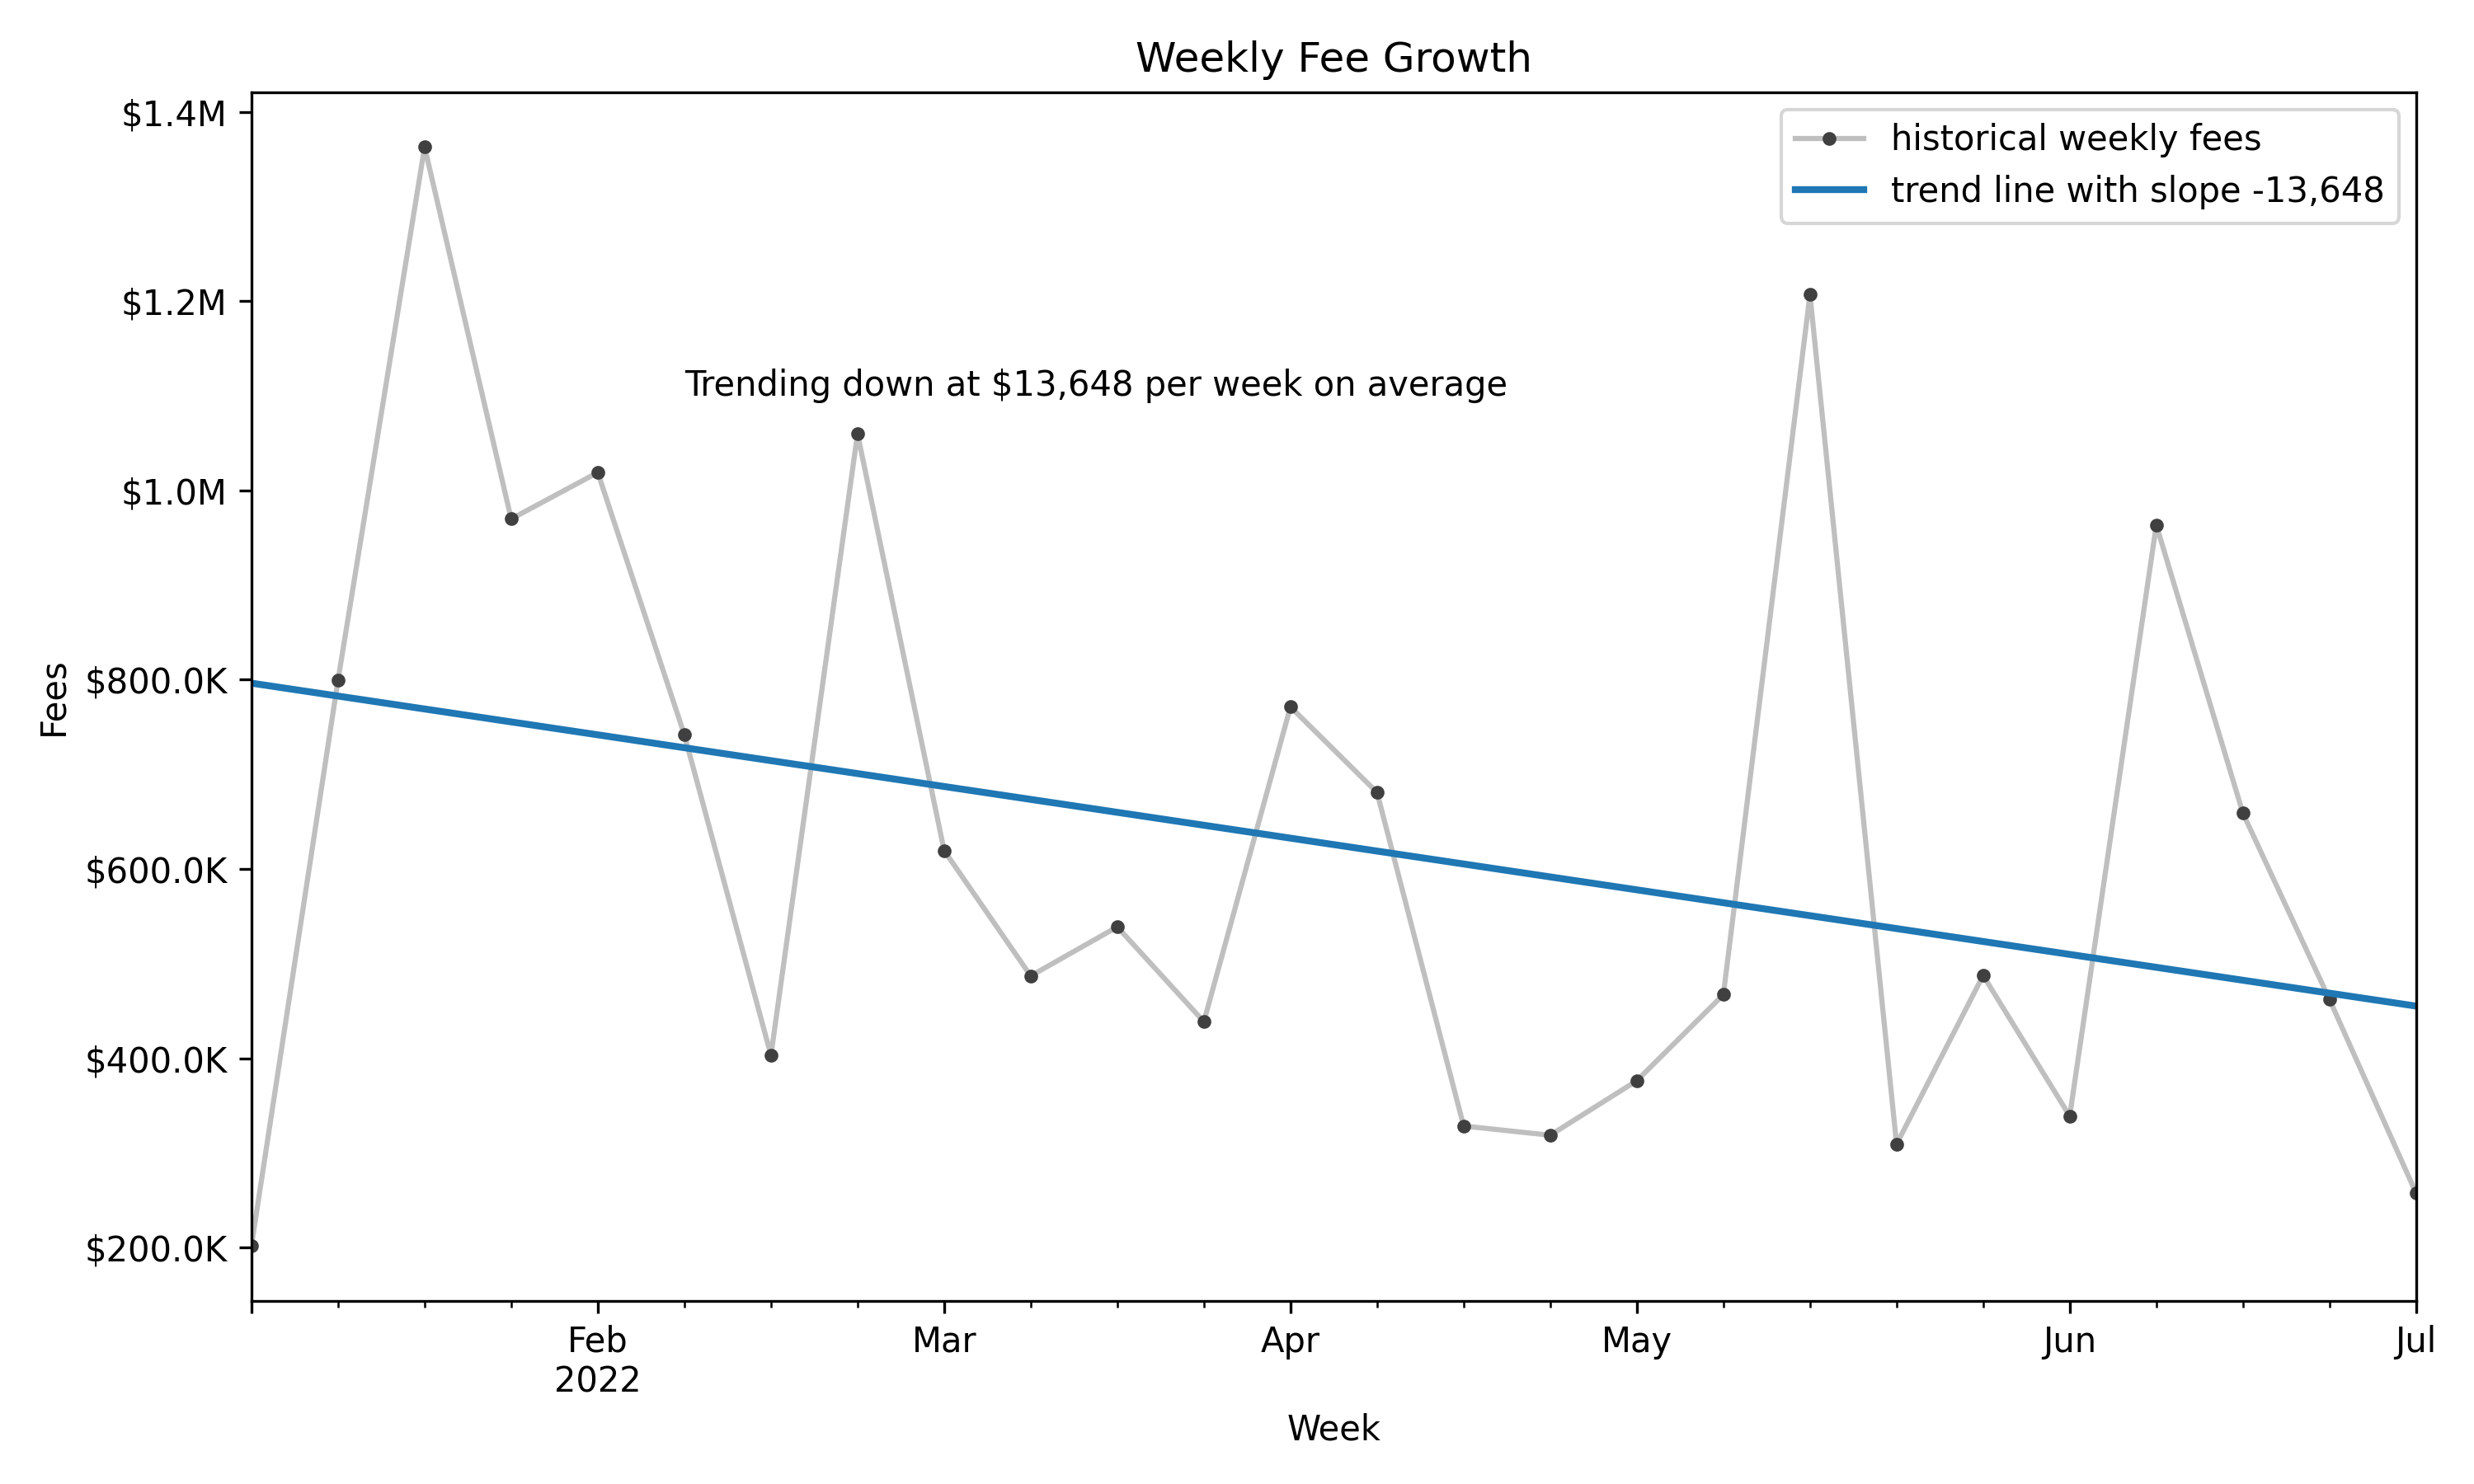 Weekly Fee Growth
$1.4M
$1.2M
$1.0M
$800.0K
$600.0K
$400.0K
$200.0K
Fees
historical weekly fees
trend line with slope -13,648
Trending down at $13,648 per week on average
Feb
2022
Mar
Apr
May
Jun
Jul
Week